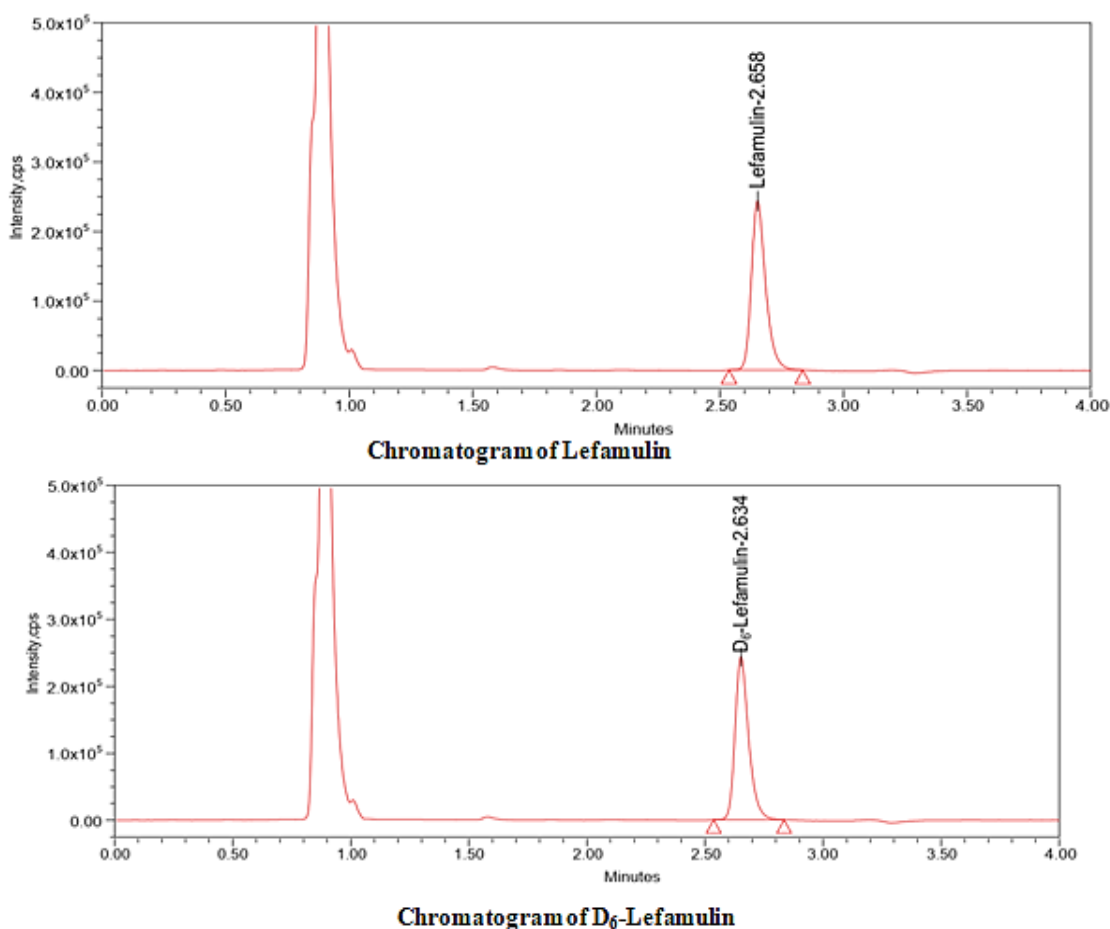 5.0x10⁵
4.0x10⁵
3.0x10⁵
2.0x10⁵
1.0x10⁵
0.00
Intensity,cps
Lefamulin-2.658
0.00 0.50 1.00 1.50 2.00 2.50 3.00 3.50 4.00
Minutes
Chromatogram of Lefamulin
5.0x10⁵
4.0x10⁵
3.0x10⁵
2.0x10⁵
1.0x10⁵
0.00
Intensity,cps
D₆-Lefamulin-2.634
0.00 0.50 1.00 1.50 2.00 2.50 3.00 3.50 4.00
Minutes
Chromatogram of D₆-Lefamulin